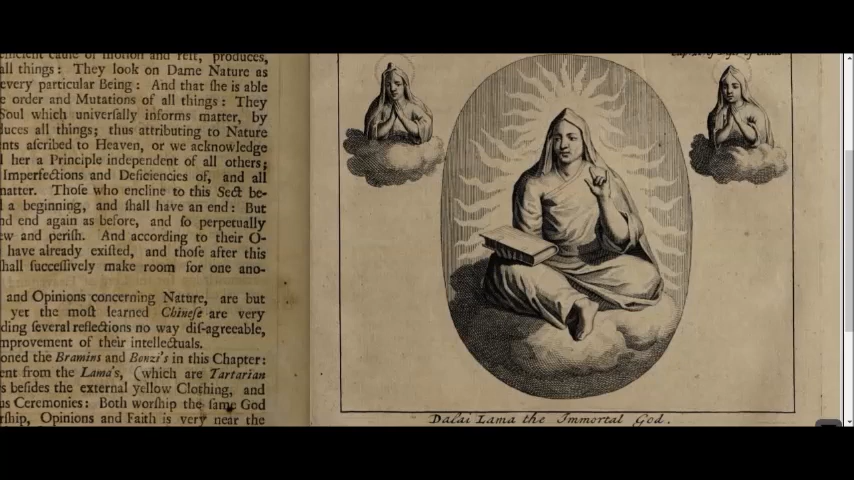 all things: They look on Dame Nature as
every particular Being: And that ſhe is able
e order and Mutations of all things: They
Soul which univerſally informs matter, by
duces all things; thus attributing to Nature
nts aſcribed to Heaven, or we acknowledge
l her a Principle independent of all others;
Imperfections and Deficiencies of, and all
matter. Thoſe who encline to this Sect be-
a beginning, and ſhall have an end: But
nd end again as before, and ſo perpetually
ew and periſh. And according to their O-
have already exiſted, and thoſe after this
hall ſucceſſively make room for one ano-
and Opinions concerning Nature, are but
yet the moſt learned Chineſe are very
ding ſeveral reflections no way diſ-agreeable,
mprovement of their intellectuals.
oned the Bramins and Bonzi's in this Chapter:
ent from the Lama's, (which are Tartarian
s beſides the external yellow Clothing, and
us Ceremonies: Both worſhip the ſame God
rſhip, Opinions and Faith is very near the
Dalai Lama the Immortal God.